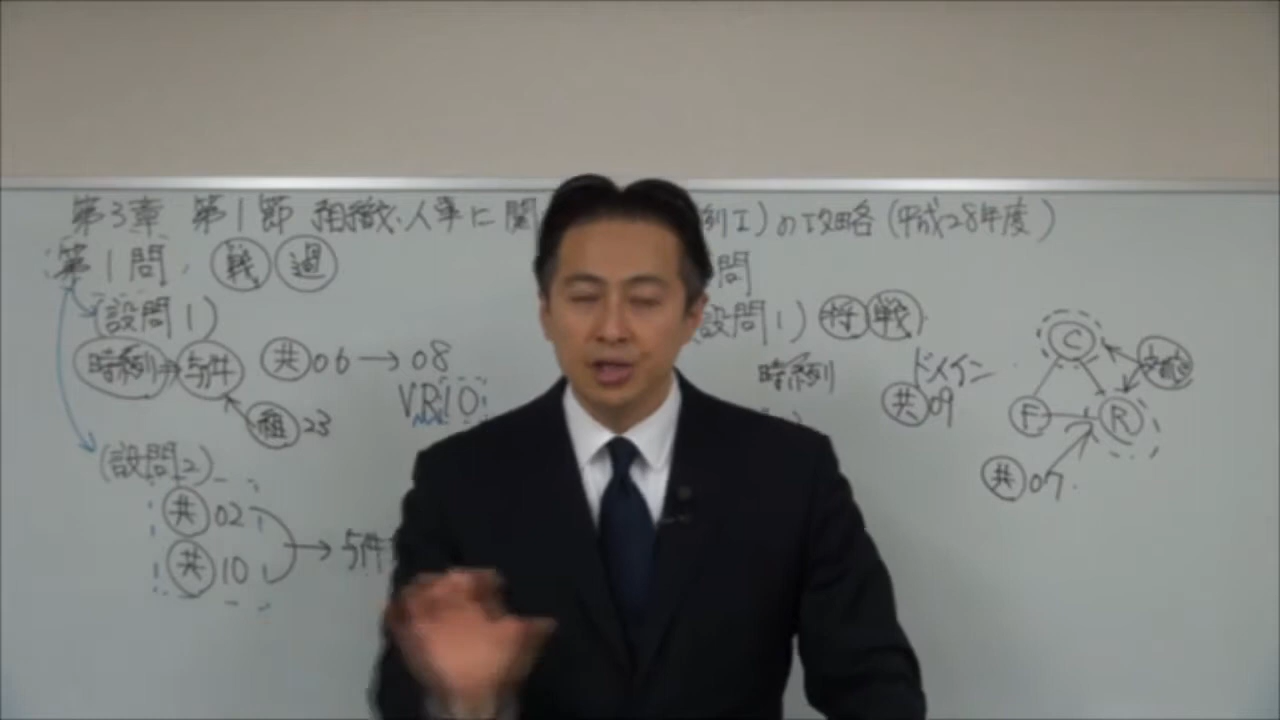 第3章 第1節 組織・人事に関 例Ⅰ)の攻略(平成28年度)
第1問 戦 過
(設問1)
時系列 与件 共06→08
VRIO
組23
(設問2)
共02
共10
→与件
問
設問1) 将 戦
時系列
ドメイン
共09
C
F
R
共07